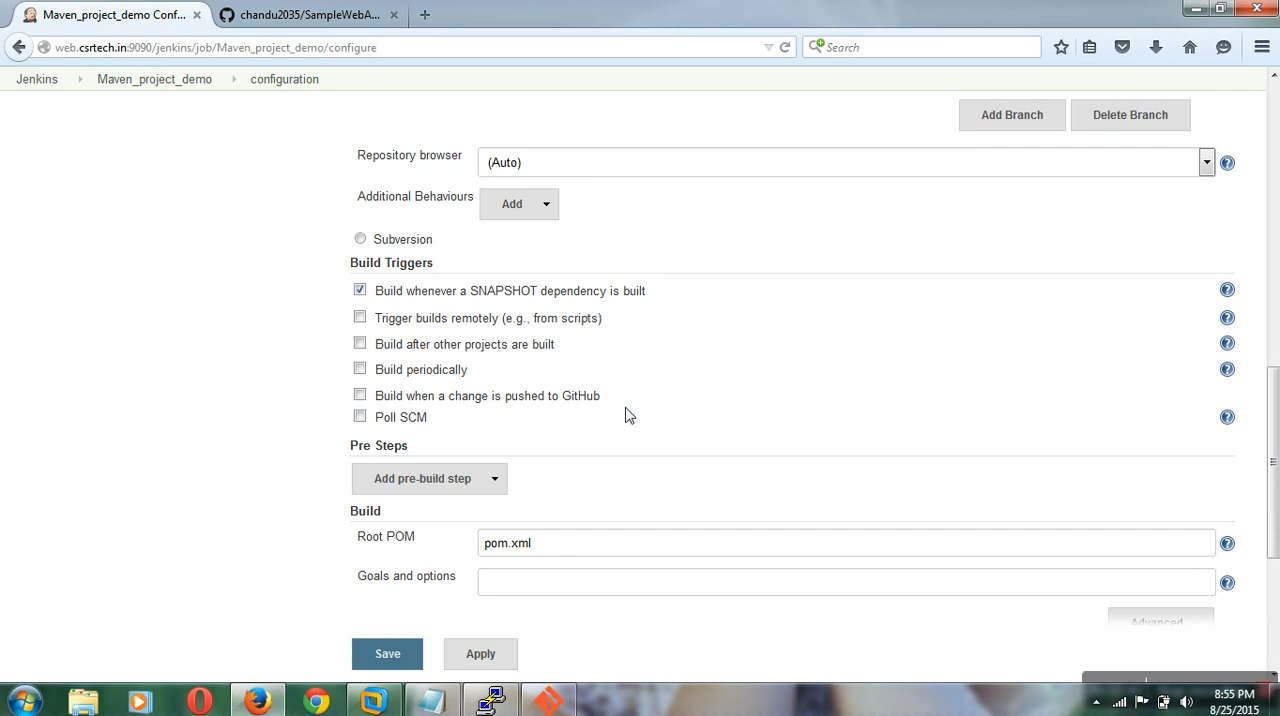 Maven_project_demo Conf...
chandu2035/SampleWebA...
web.csrtech.in:9090/jenkins/job/Maven_project_demo/configure
Search
Jenkins Maven_project_demo configuration
Add Branch Delete Branch
Repository browser (Auto)
Additional Behaviours Add
Subversion
Build Triggers
Build whenever a SNAPSHOT dependency is built
Trigger builds remotely (e.g., from scripts)
Build after other projects are built
Build periodically
Build when a change is pushed to GitHub
Poll SCM
Pre Steps
Add pre-build step
Build
Root POM pom.xml
Goals and options
Advanced
Save Apply
8:55 PM
8/25/2015